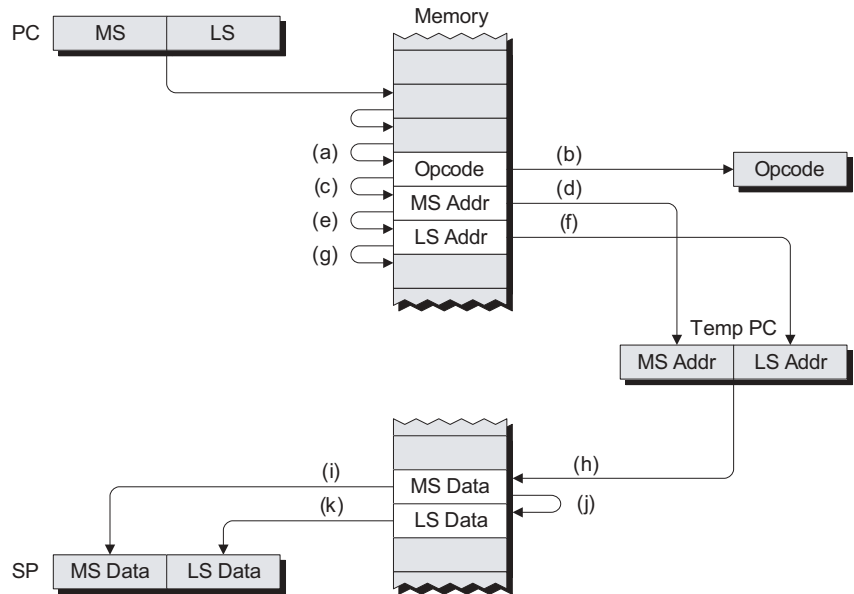 Memory
PC MS LS
(a) Opcode (b) Opcode
(c) MS Addr (d)
(e) LS Addr (f)
(g)
Temp PC
MS Addr LS Addr
(h)
(i) MS Data
(j)
(k) LS Data
SP MS Data LS Data